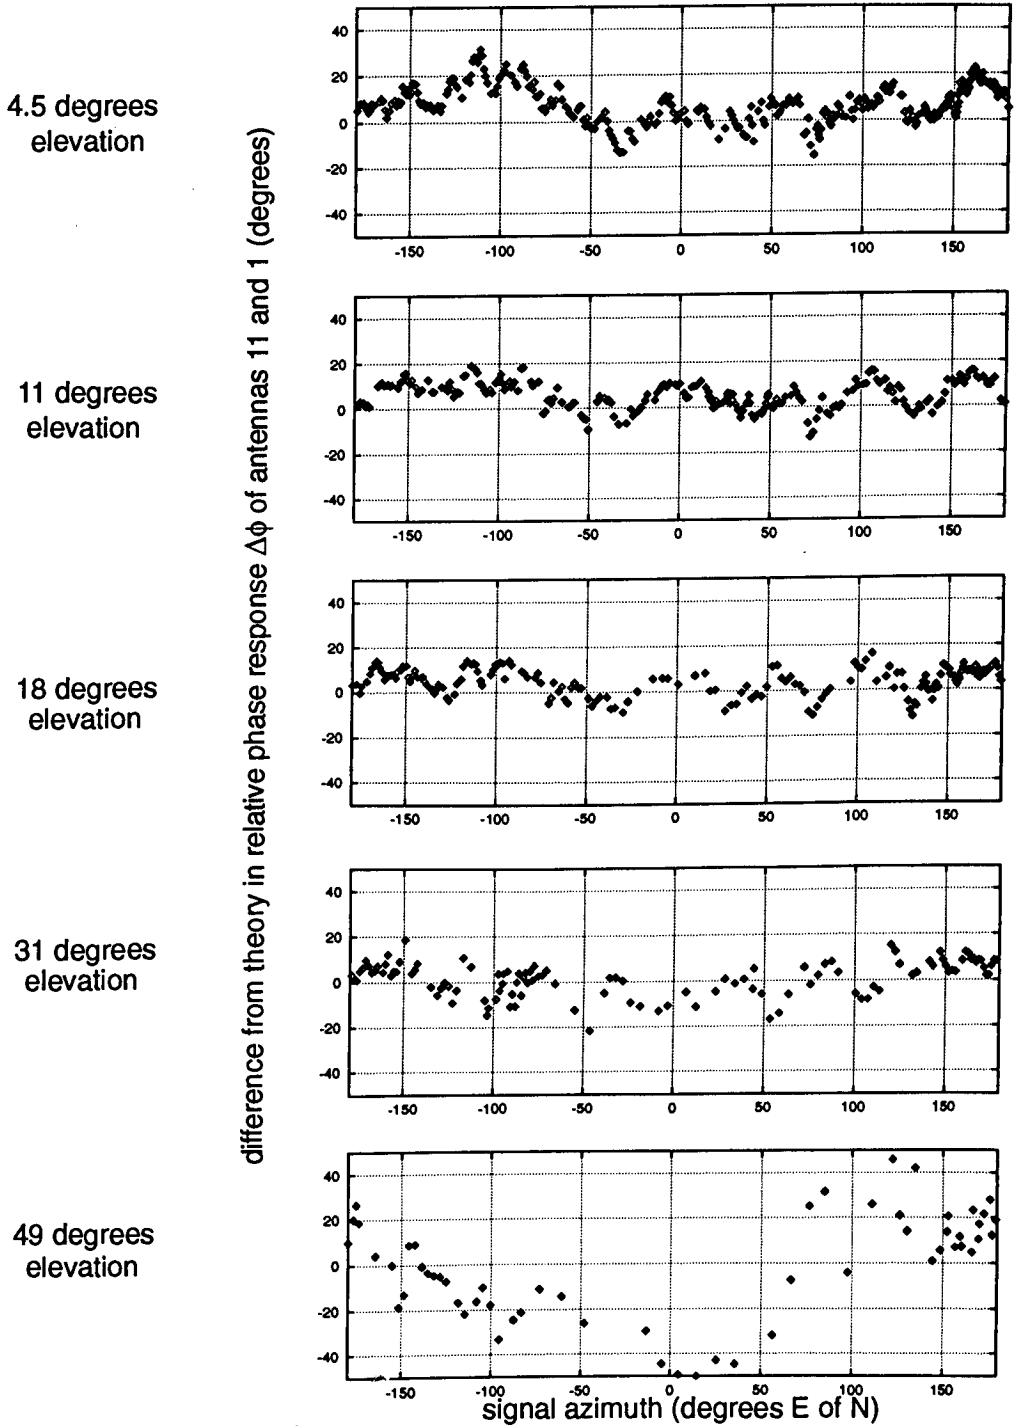 4.5 degrees
elevation
40
20
0
-20
-40
-150 -100 -50 0 50 100 150
11 degrees
elevation
40
20
0
-20
-40
-150 -100 -50 0 50 100 150
18 degrees
elevation
40
20
0
-20
-40
-150 -100 -50 0 50 100 150
31 degrees
elevation
40
20
0
-20
-40
-150 -100 -50 0 50 100 150
49 degrees
elevation
40
20
0
-20
-40
-150 -100 -50 0 50 100 150
difference from theory in relative phase response Δϕ of antennas 11 and 1 (degrees)
signal azimuth (degrees E of N)